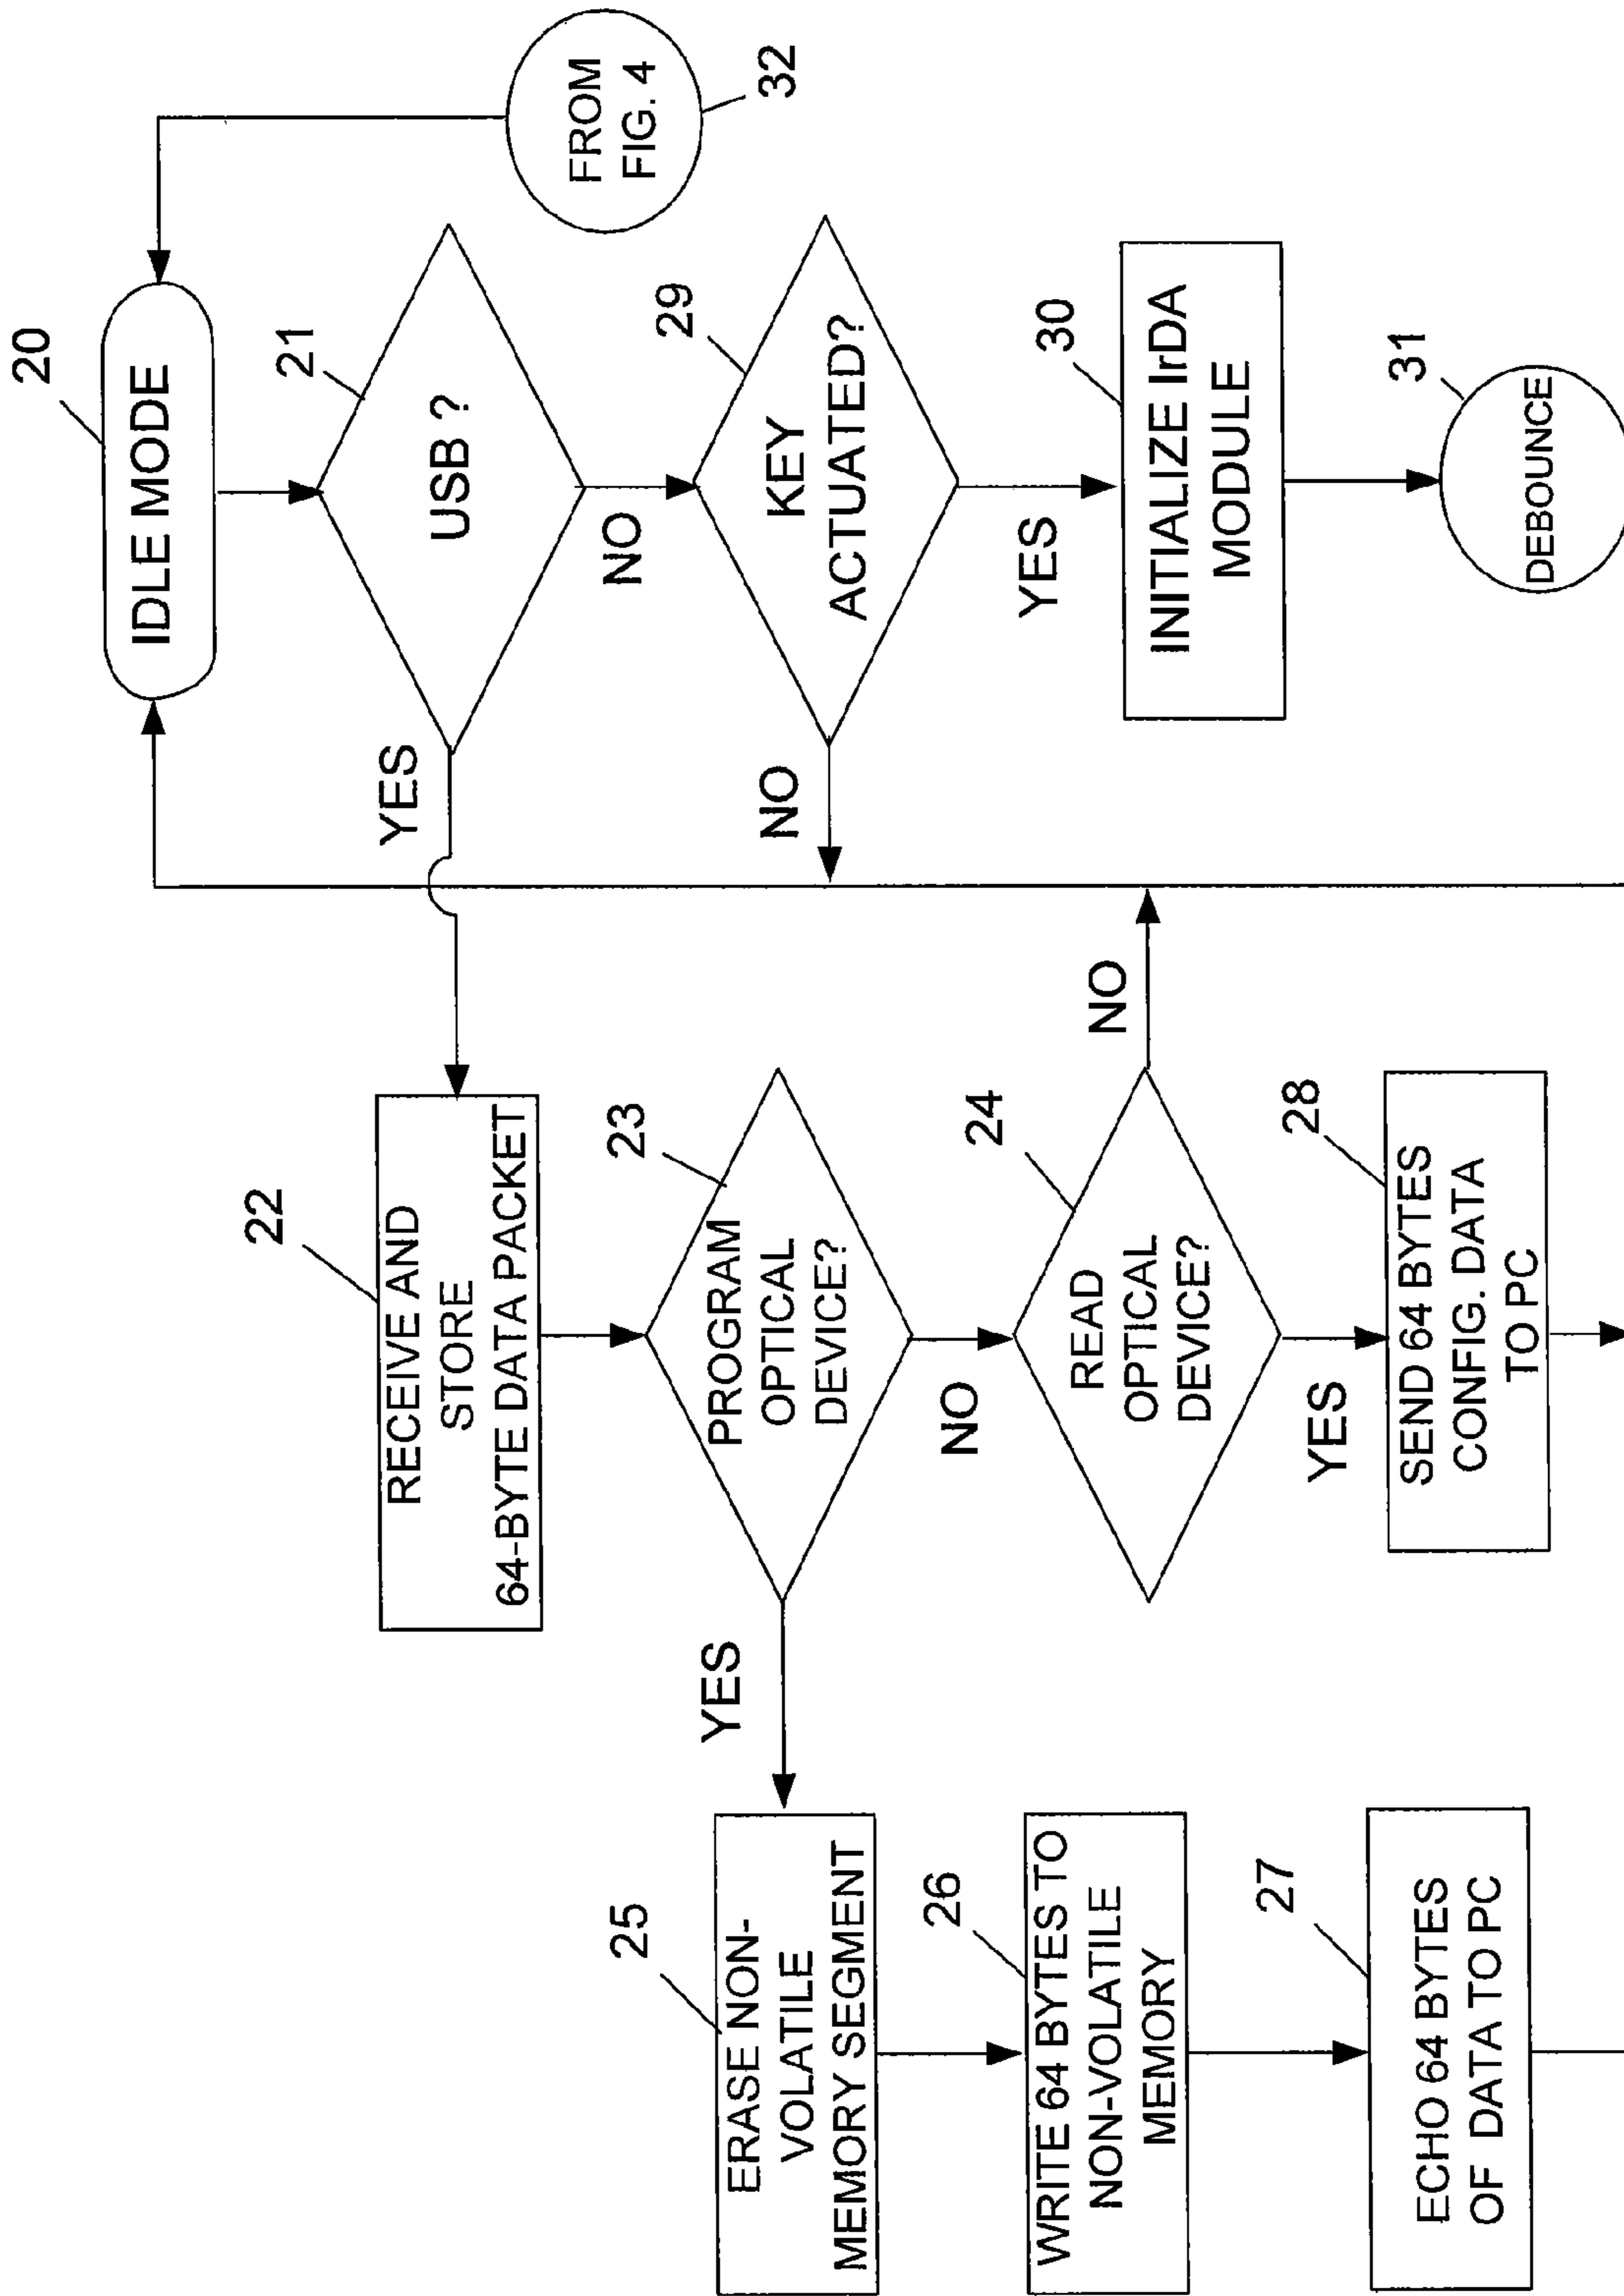 20
IDLE MODE
FROM
FIG. 4
32
21
USB ?
YES
NO
22
RECEIVE AND
STORE
64-BYTE DATA PACKET
29
KEY
ACTUATED?
NO
YES
23
PROGRAM
OPTICAL
DEVICE?
YES
NO
30
INITIALIZE IrDA
MODULE
24
READ
OPTICAL
DEVICE?
NO
YES
31
DEBOUNCE
25
ERASE NON-
VOLATILE
MEMORY SEGMENT
26
WRITE 64 BYTES TO
NON-VOLATILE
MEMORY
27
ECHO 64 BYTES
OF DATA TO PC
28
SEND 64 BYTES
CONFIG. DATA
TO PC